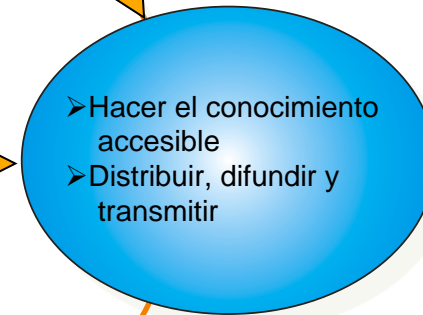 ➢Hacer el conocimiento
accesible
➢Distribuir, difundir y
transmitir